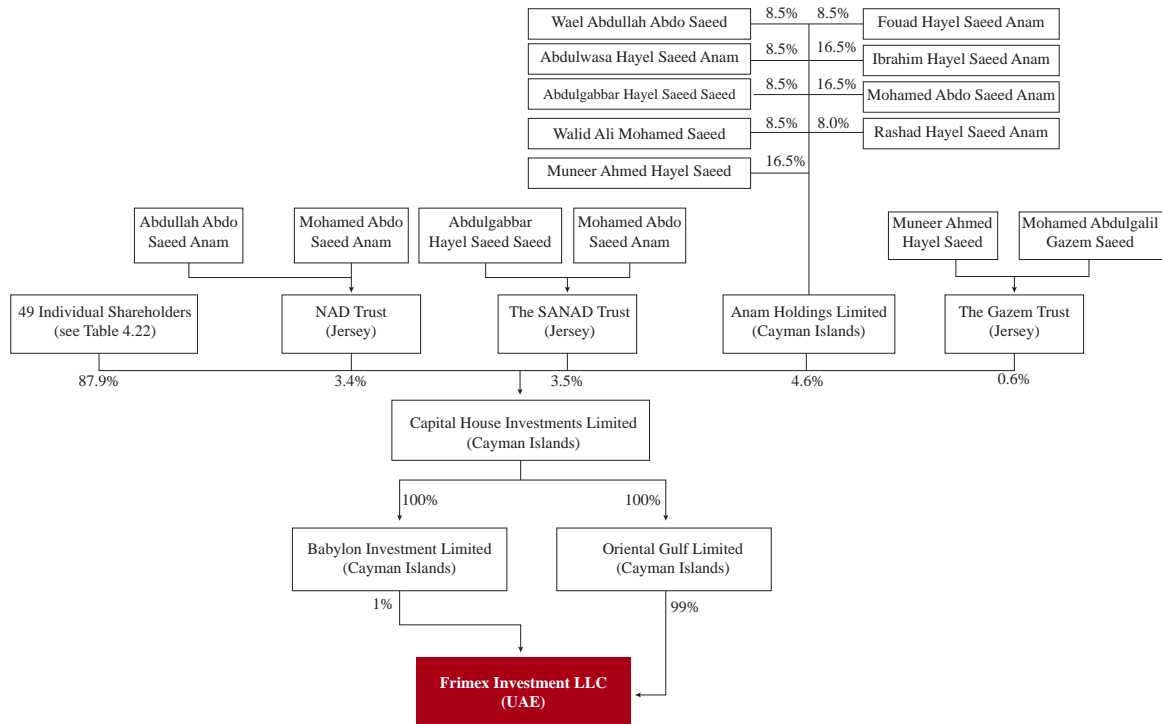 Wael Abdullah Abdo Saeed
8.5%
8.5%
Fouad Hayel Saeed Anam
Abdulwasa Hayel Saeed Anam
8.5%
16.5%
Ibrahim Hayel Saeed Anam
Abdulgabbar Hayel Saeed Saeed
8.5%
16.5%
Mohamed Abdo Saeed Anam
Walid Ali Mohamed Saeed
8.5%
8.0%
Rashad Hayel Saeed Anam
Muneer Ahmed Hayel Saeed
16.5%
Abdullah Abdo
Saeed Anam
Mohamed Abdo
Saeed Anam
Abdulgabbar
Hayel Saeed Saeed
Mohamed Abdo
Saeed Anam
Muneer Ahmed
Hayel Saeed
Mohamed Abdulgalil
Gazem Saeed
49 Individual Shareholders
(see Table 4.22)
NAD Trust
(Jersey)
The SANAD Trust
(Jersey)
Anam Holdings Limited
(Cayman Islands)
The Gazem Trust
(Jersey)
87.9%
3.4%
3.5%
4.6%
0.6%
Capital House Investments Limited
(Cayman Islands)
100%
100%
Babylon Investment Limited
(Cayman Islands)
Oriental Gulf Limited
(Cayman Islands)
1%
99%
Frimex Investment LLC
(UAE)